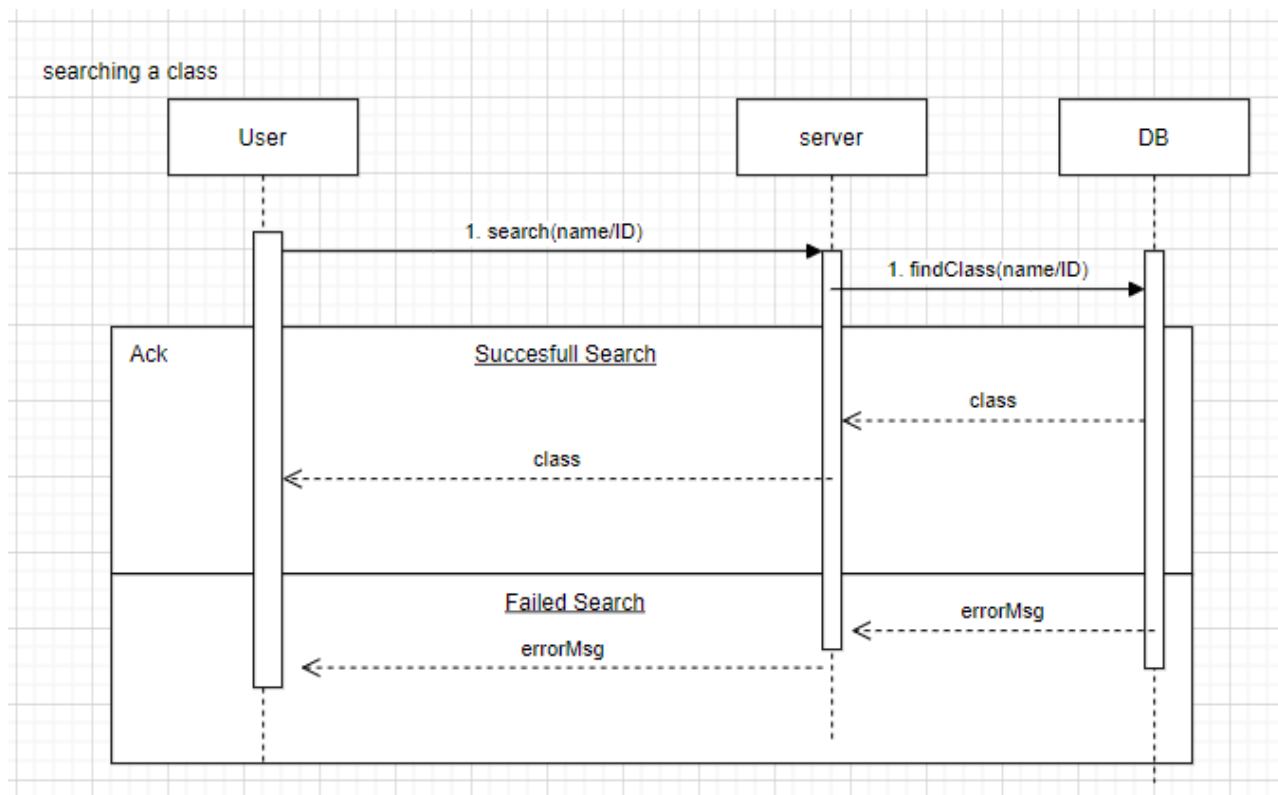 searching a class
User
server
DB
1. search(name/ID)
1. findClass(name/ID)
Ack
Succesfull Search
class
class
Failed Search
errorMsg
errorMsg